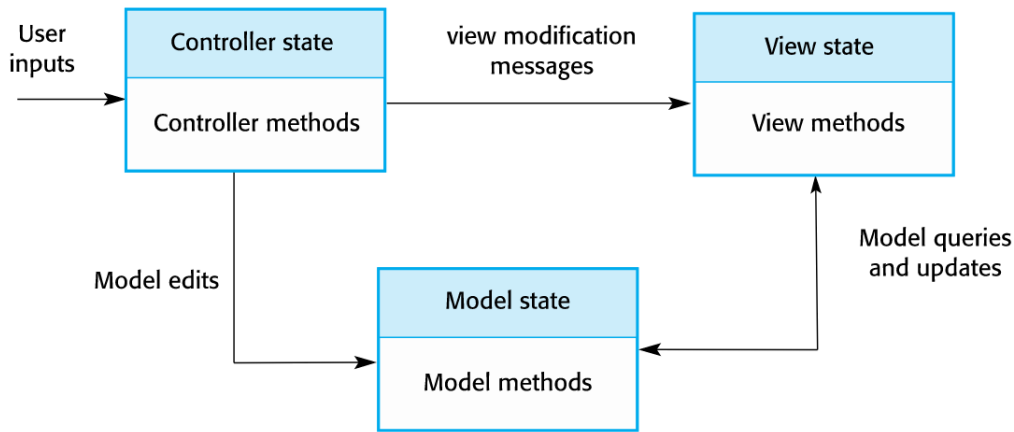 User
inputs
Controller state
Controller methods
view modification
messages
View state
View methods
Model edits
Model state
Model methods
Model queries
and updates